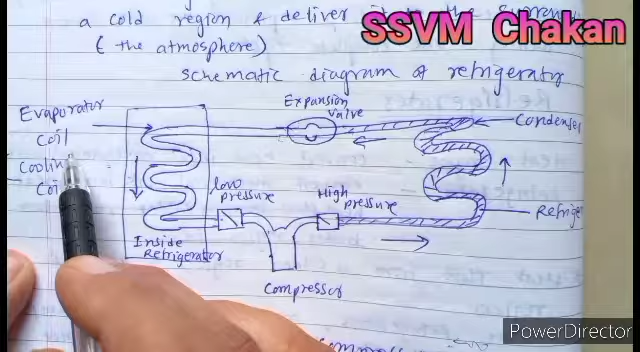 a cold region & deliver
SSVM Chakan
( the atmosphere)
schematic diagram of refrigerator
Expansion
valve
Evaporator
coil
Condenser
Low
pressure
High
pressure
Inside
Refrigerator
compressor
PowerDirector